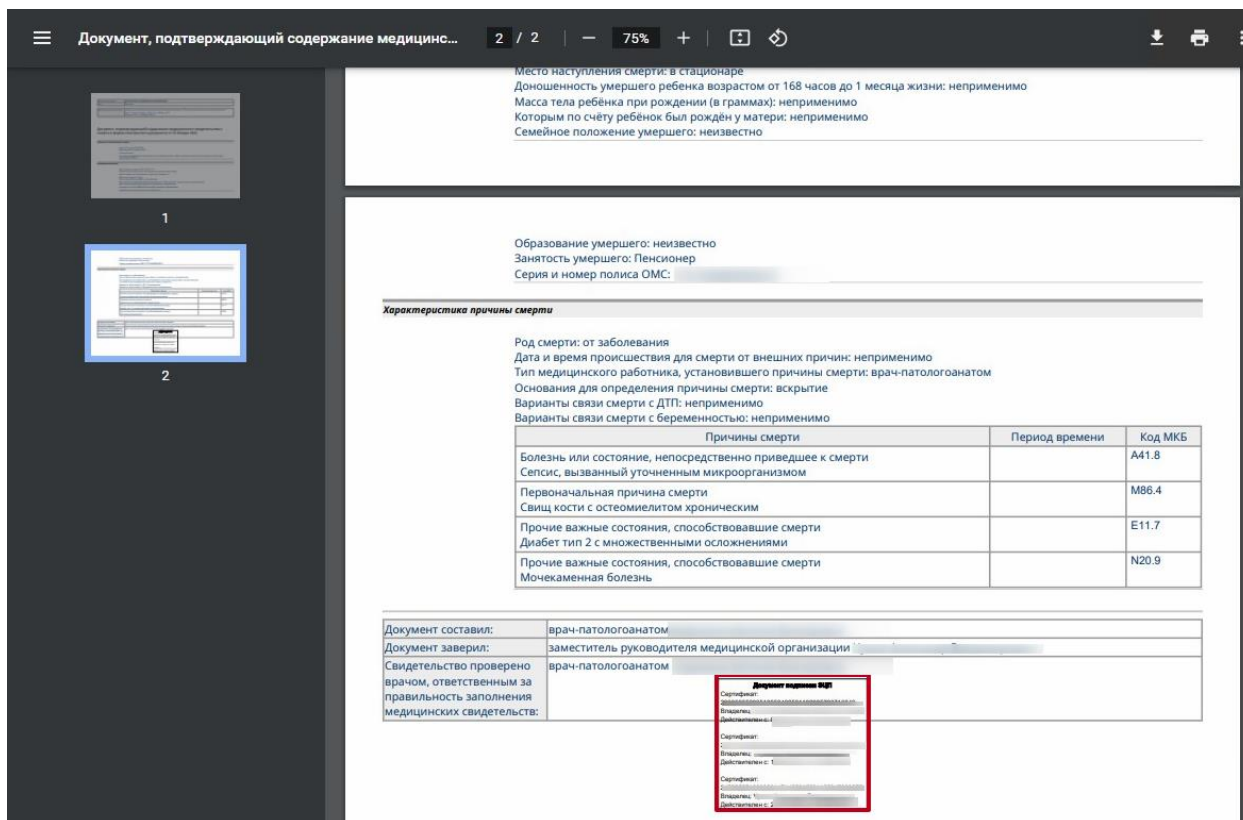 Документ, подтверждающий содержание медицинс... 2 / 2 75%
Место наступления смерти: в стационаре
Доношенность умершего ребенка возрастом от 168 часов до 1 месяца жизни: неприменимо
Масса тела ребёнка при рождении (в граммах): неприменимо
Которым по счёту ребёнок был рождён у матери: неприменимо
Семейное положение умершего: неизвестно
1
2
Образование умершего: неизвестно
Занятость умершего: Пенсионер
Серия и номер полиса ОМС:
Характеристика причины смерти
Род смерти: от заболевания
Дата и время происшествия для смерти от внешних причин: неприменимо
Тип медицинского работника, установившего причины смерти: врач-патологоанатом
Основания для определения причины смерти: вскрытие
Варианты связи смерти с ДТП: неприменимо
Варианты связи смерти с беременностью: неприменимо
Причины смерти Период времени Код МКБ
Болезнь или состояние, непосредственно приведшее к смерти A41.8
Сепсис, вызванный уточненным микроорганизмом
Первоначальная причина смерти M86.4
Свищ кости с остеомиелитом хроническим
Прочие важные состояния, способствовавшие смерти E11.7
Диабет тип 2 с множественными осложнениями
Прочие важные состояния, способствовавшие смерти N20.9
Мочекаменная болезнь
Документ составил: врач-патологоанатом
Документ заверил: заместитель руководителя медицинской организации
Свидетельство проверено врач-патологоанатом
врачом, ответственным за
правильность заполнения
медицинских свидетельств:
Документ подписан ЭЦП
Сертификат:
Владелец:
Действителен с:
Сертификат:
Владелец:
Действителен с: 1
Сертификат:
Владелец:
Действителен с: 2